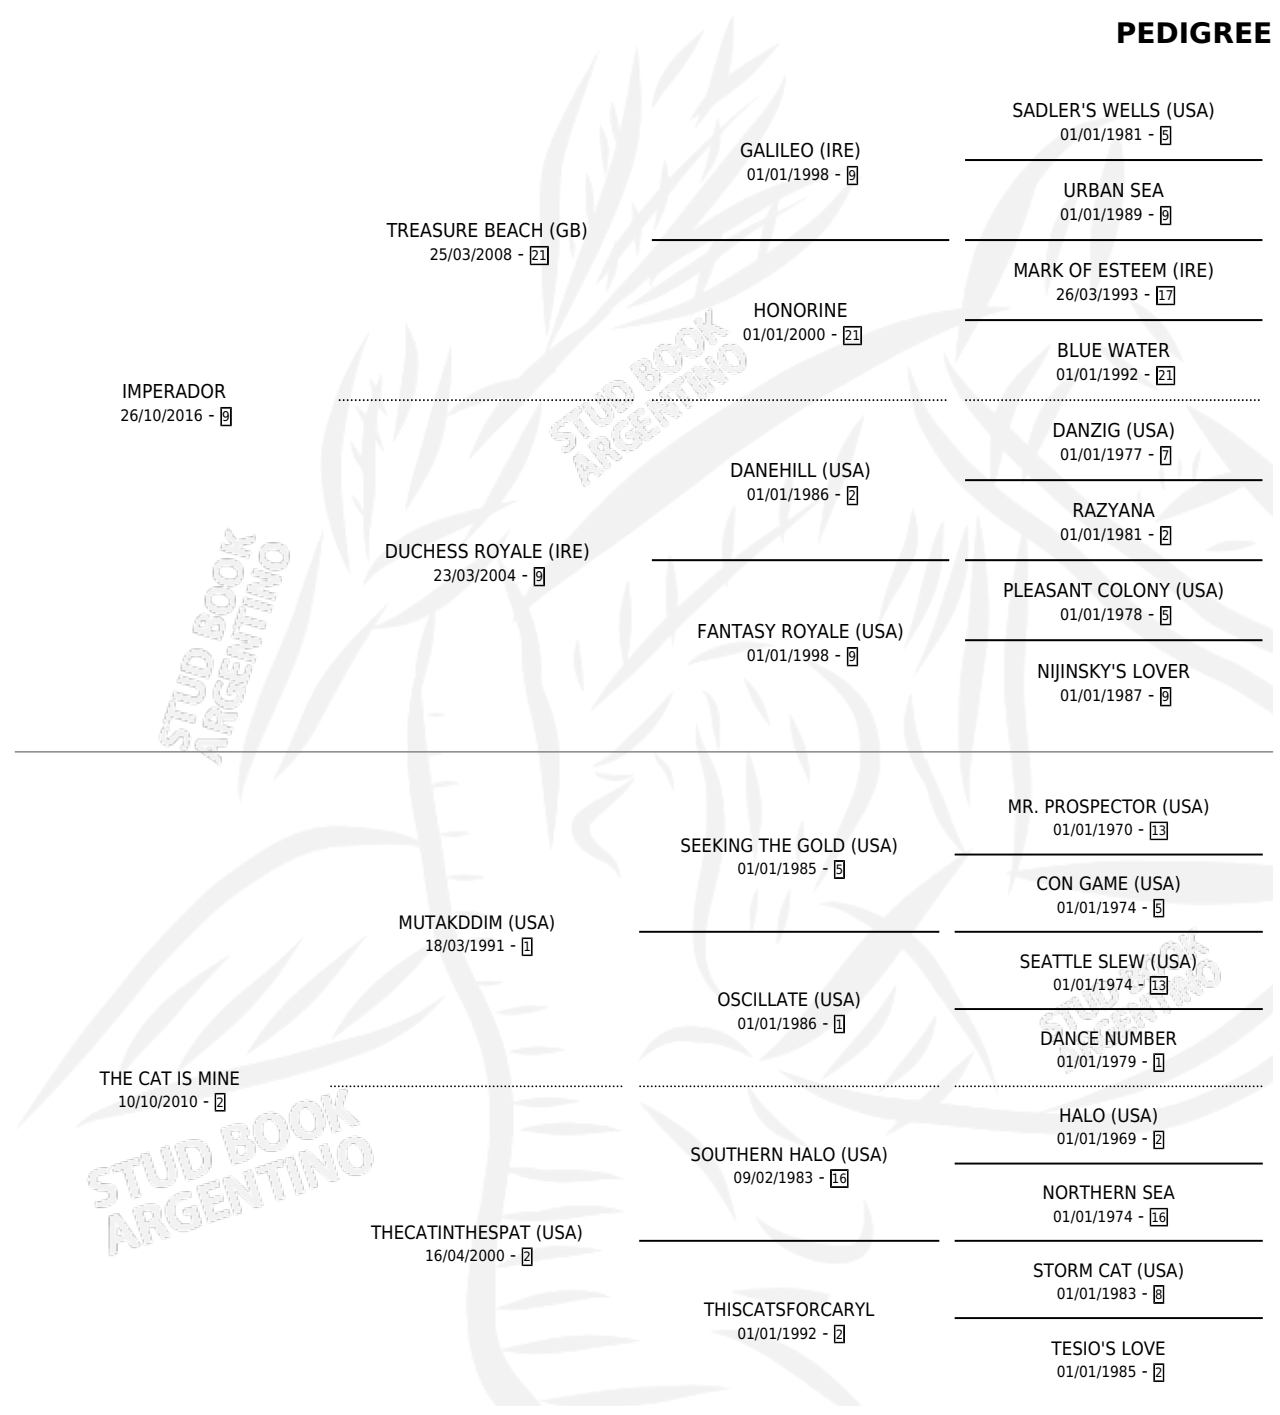 PEDIGREE
SADLER'S WELLS (USA)
01/01/1981 - 5
GALILEO (IRE)
01/01/1998 - 9
URBAN SEA
01/01/1989 - 9
TREASURE BEACH (GB)
25/03/2008 - 21
MARK OF ESTEEM (IRE)
26/03/1993 - 17
HONORINE
01/01/2000 - 21
BLUE WATER
01/01/1992 - 21
IMPERADOR
26/10/2016 - 9
DANZIG (USA)
01/01/1977 - 7
DANEHILL (USA)
01/01/1986 - 2
RAZYANA
01/01/1981 - 2
DUCHESS ROYALE (IRE)
23/03/2004 - 9
PLEASANT COLONY (USA)
01/01/1978 - 5
FANTASY ROYALE (USA)
01/01/1998 - 9
NIJINSKY'S LOVER
01/01/1987 - 9
MR. PROSPECTOR (USA)
01/01/1970 - 13
SEEKING THE GOLD (USA)
01/01/1985 - 5
CON GAME (USA)
01/01/1974 - 5
MUTAKDDIM (USA)
18/03/1991 - 1
SEATTLE SLEW (USA)
01/01/1974 - 13
OSCILLATE (USA)
01/01/1986 - 1
DANCE NUMBER
01/01/1979 - 1
THE CAT IS MINE
10/10/2010 - 2
HALO (USA)
01/01/1969 - 2
SOUTHERN HALO (USA)
09/02/1983 - 16
NORTHERN SEA
01/01/1974 - 16
THECATINTHESPAT (USA)
16/04/2000 - 2
STORM CAT (USA)
01/01/1983 - 8
THISCATSFORCARYL
01/01/1992 - 2
TESIO'S LOVE
01/01/1985 - 2
STUD BOOK
ARGENTINO
STUD BOOK
ARGENTINO
STUD BOOK
ARGENTINO
STUD BOOK
ARGENTINO